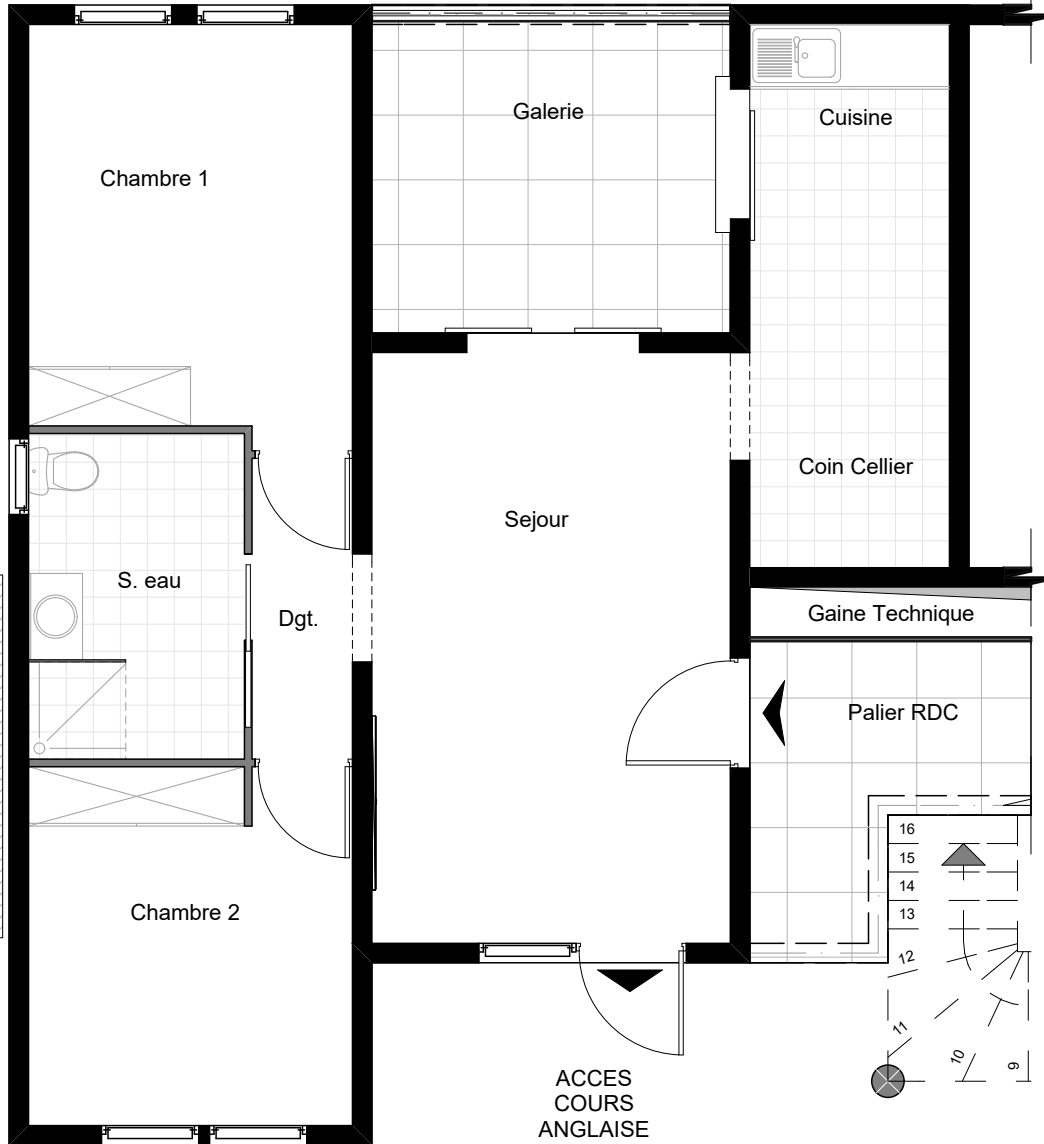 Galerie
Cuisine
Chambre 1
Coin Cellier
Sejour
S. eau
Dgt.
Gaine Technique
Palier RDC
16
15
14
13
12
11
10
9
Chambre 2
ACCES
COURS
ANGLAISE